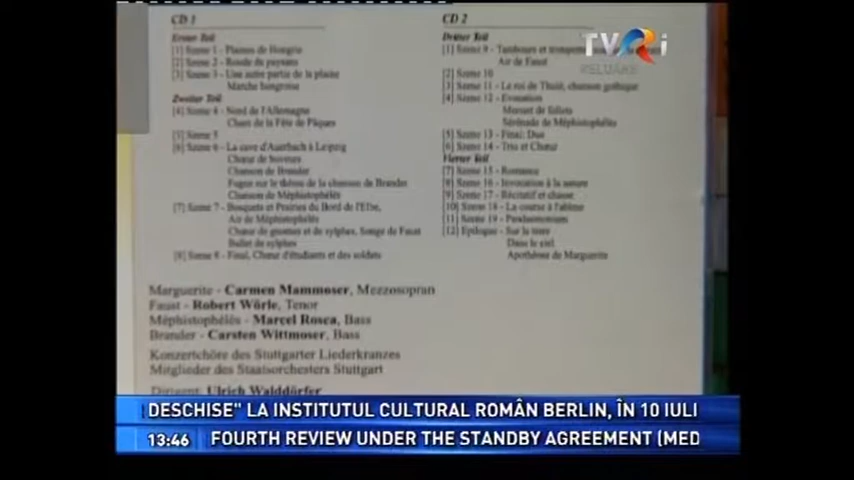 CD 1
Erster Teil
[1] Szene 1 - Plaines de Hongrie
[2] Szene 2 - Ronde de paysans
[3] Szene 3 - Une autre partie de la plaine
Marche hongroise
Zweiter Teil
[4] Szene 4 - Nord de l'Allemagne
Chant de la Fête de Pâques
[5] Szene 5
[6] Szene 6 - La cave d'Auerbach à Leipzig
Chœur de buveurs
Chanson de Brander
Fugue sur le thème de la chanson de Brander
Chanson de Méphistophélès
[7] Szene 7 - Bosquets et Prairies du Bord de l'Elbe,
Air de Méphistophélès
Chœur de gnomes et de sylphes, Songe de Faust
Ballet de sylphes
[8] Szene 8 - Final, Chœur d'étudiants et des soldats
CD 2
Dritter Teil
[1] Szene 9 - Tambours et
Air de Faust
[2] Szene 10
[3] Szene 11 - Le roi de Thulé, chanson gothique
[4] Szene 12 - Evocation
Menuet de follets
Sérénade de Méphistophélès
[5] Szene 13 - Final: Duo
[6] Szene 14 - Trio et Chœur
Vierter Teil
[7] Szene 15 - Romance
[8] Szene 16 - Invocation à la nature
[9] Szene 17 - Récitatif et chasse
[10] Szene 18 - La course à l'abîme
[11] Szene 19 - Pandaemonium
[12] Epilogue - Sur la terre
Dans le ciel
Apothéose de Marguerite
Marguerite - Carmen Mammoser, Mezzosopran
Faust - Robert Wörle, Tenor
Méphistophélès - Marcel Rosca, Bass
Brander - Carsten Wittmoser, Bass
Konzertchöre des Stuttgarter Liederkranzes
Mitglieder des Staatsorchesters Stuttgart
Dirigent: Ulrich Walddörfer
TVRi
RELUARE
DESCHISE" LA INSTITUTUL CULTURAL ROMÂN BERLIN, ÎN 10 IULI
13:46 FOURTH REVIEW UNDER THE STANDBY AGREEMENT (MED